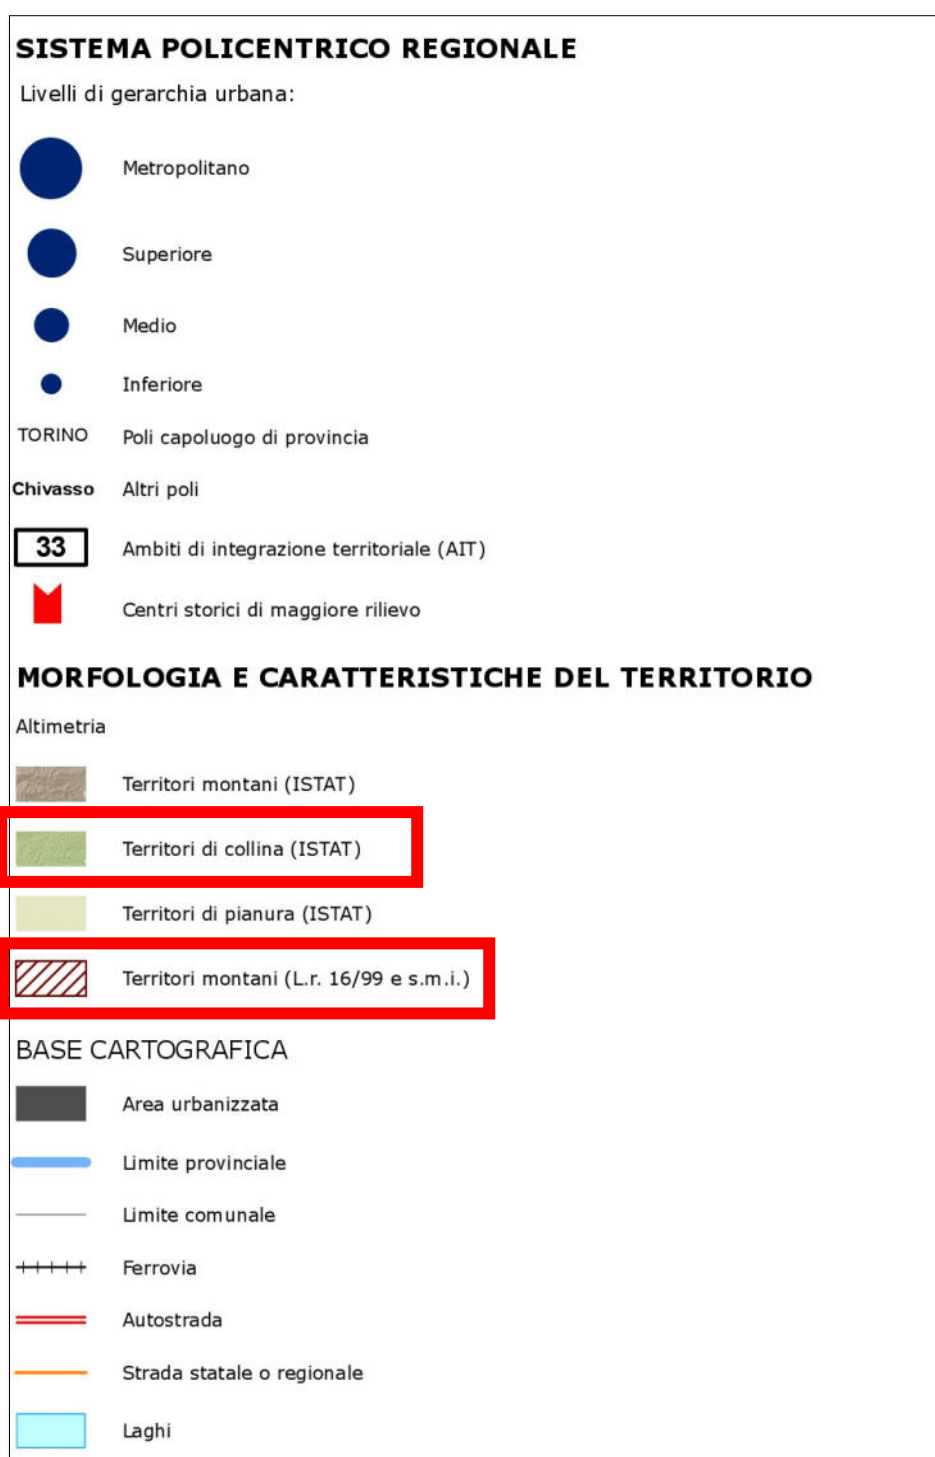 SISTEMA POLICENTRICO REGIONALE
Livelli di gerarchia urbana:
Metropolitano
Superiore
Medio
Inferiore
TORINO Poli capoluogo di provincia
Chivasso Altri poli
33 Ambiti di integrazione territoriale (AIT)
Centri storici di maggiore rilievo
MORFOLOGIA E CARATTERISTICHE DEL TERRITORIO
Altimetria
Territori montani (ISTAT)
Territori di collina (ISTAT)
Territori di pianura (ISTAT)
Territori montani (L.r. 16/99 e s.m.i.)
BASE CARTOGRAFICA
Area urbanizzata
Limite provinciale
Limite comunale
Ferrovia
Autostrada
Strada statale o regionale
Laghi